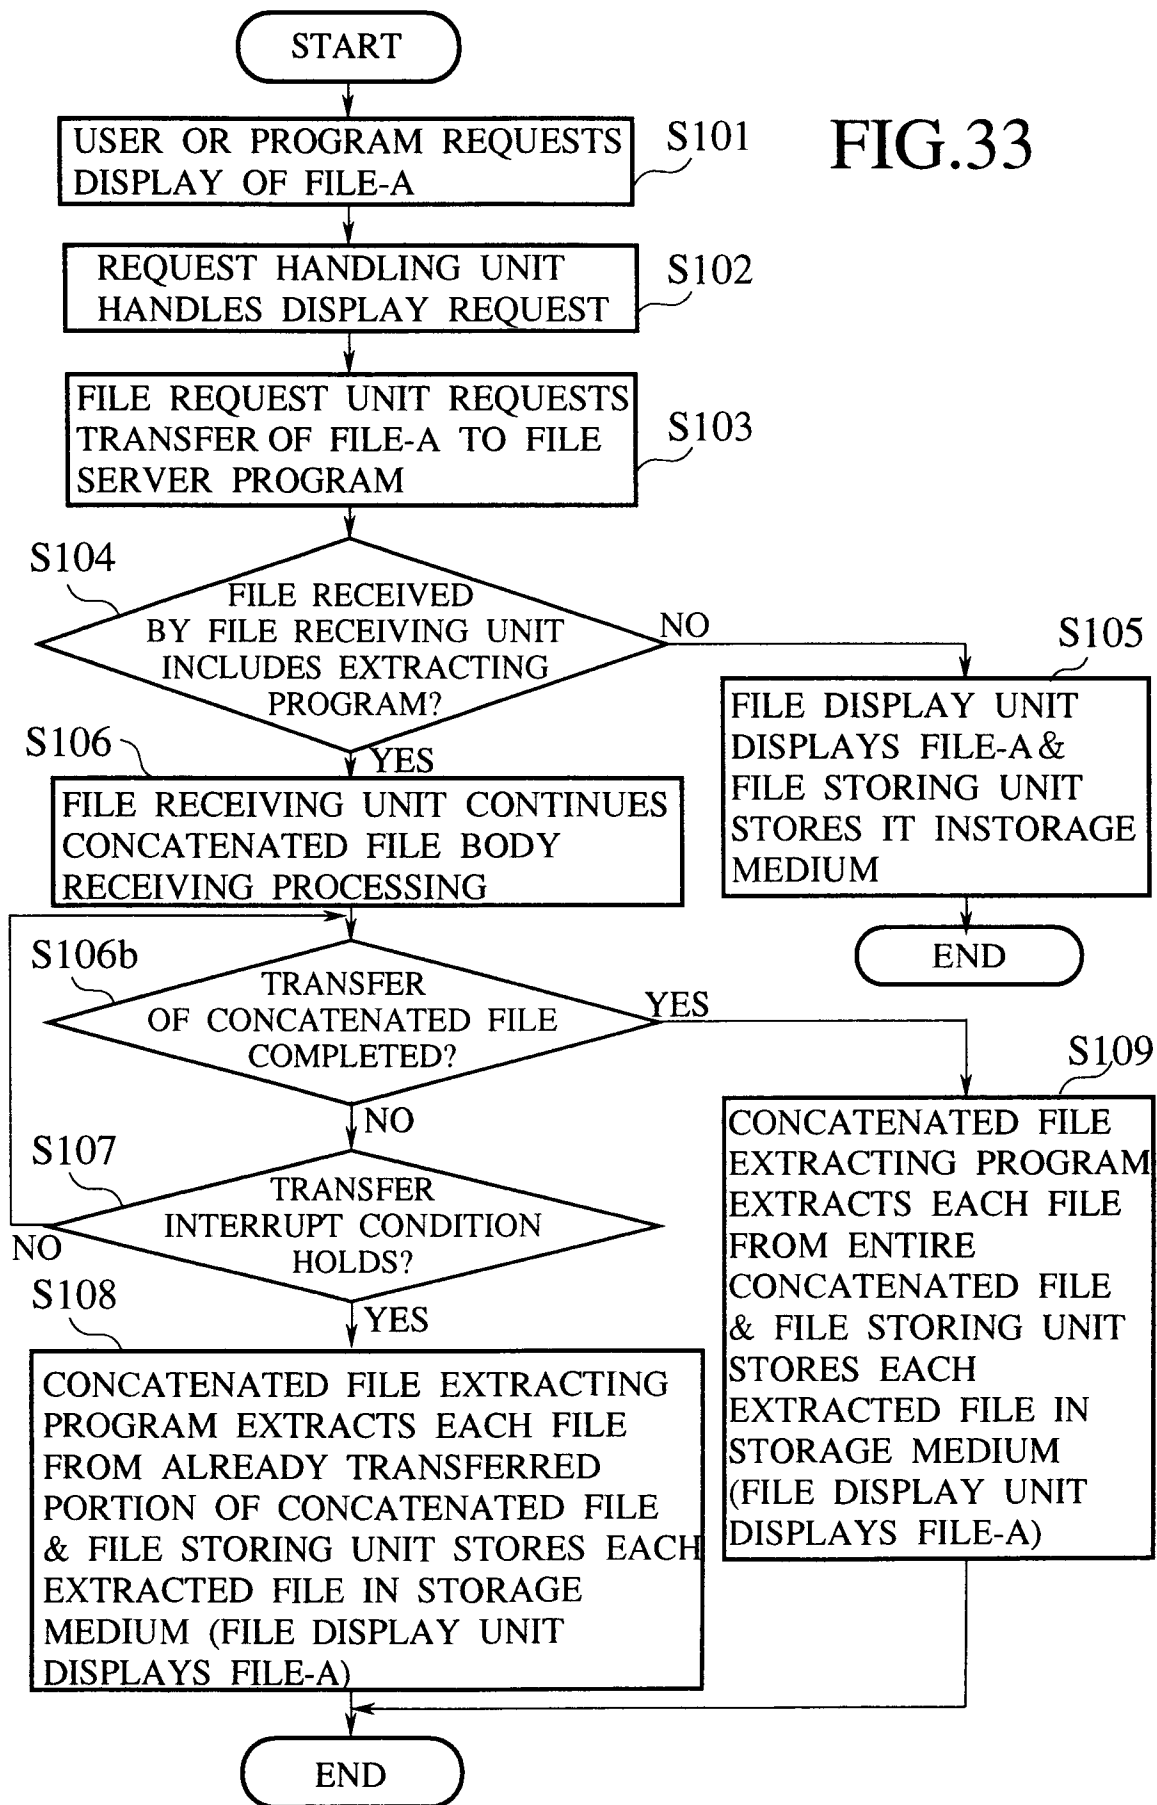 START
FIG.33
USER OR PROGRAM REQUESTS
DISPLAY OF FILE-A
S101
REQUEST HANDLING UNIT
HANDLES DISPLAY REQUEST
S102
FILE REQUEST UNIT REQUESTS
TRANSFER OF FILE-A TO FILE
SERVER PROGRAM
S103
S104
FILE RECEIVED
BY FILE RECEIVING UNIT
INCLUDES EXTRACTING
PROGRAM?
NO
YES
S105
FILE DISPLAY UNIT
DISPLAYS FILE-A &
FILE STORING UNIT
STORES IT INSTORAGE
MEDIUM
END
S106
FILE RECEIVING UNIT CONTINUES
CONCATENATED FILE BODY
RECEIVING PROCESSING
S106b
TRANSFER
OF CONCATENATED FILE
COMPLETED?
YES
NO
S107
TRANSFER
INTERRUPT CONDITION
HOLDS?
NO
YES
S108
CONCATENATED FILE EXTRACTING
PROGRAM EXTRACTS EACH FILE
FROM ALREADY TRANSFERRED
PORTION OF CONCATENATED FILE
& FILE STORING UNIT STORES EACH
EXTRACTED FILE IN STORAGE
MEDIUM (FILE DISPLAY UNIT
DISPLAYS FILE-A)
S109
CONCATENATED FILE
EXTRACTING PROGRAM
EXTRACTS EACH FILE
FROM ENTIRE
CONCATENATED FILE
& FILE STORING UNIT
STORES EACH
EXTRACTED FILE IN
STORAGE MEDIUM
(FILE DISPLAY UNIT
DISPLAYS FILE-A)
END